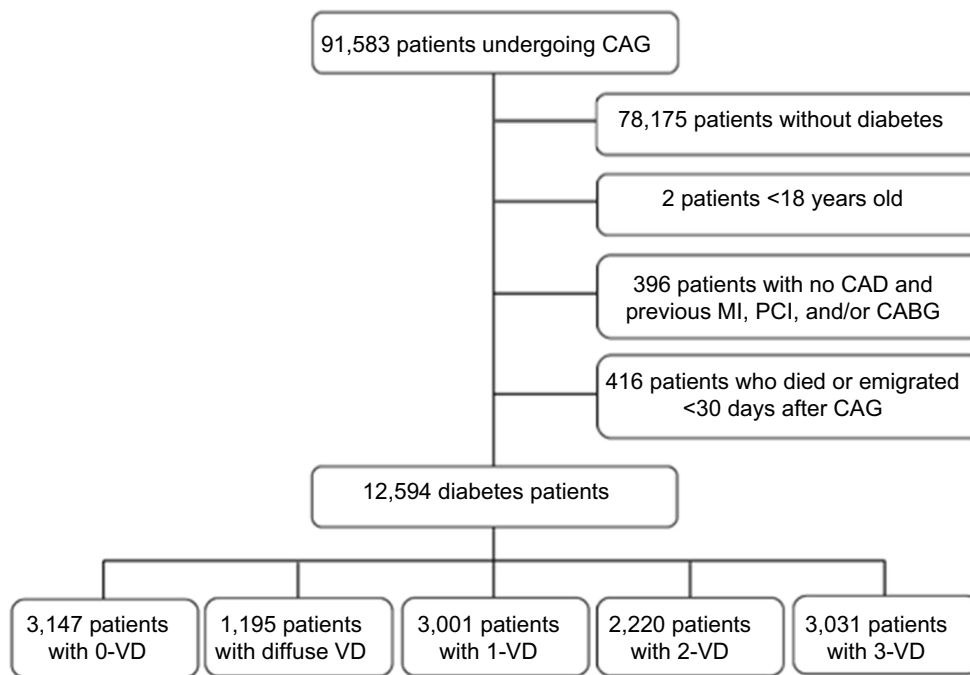 91,583 patients undergoing CAG
78,175 patients without diabetes
2 patients <18 years old
396 patients with no CAD and
previous MI, PCI, and/or CABG
416 patients who died or emigrated
<30 days after CAG
12,594 diabetes patients
3,147 patients
with 0-VD
1,195 patients
with diffuse VD
3,001 patients
with 1-VD
2,220 patients
with 2-VD
3,031 patients
with 3-VD